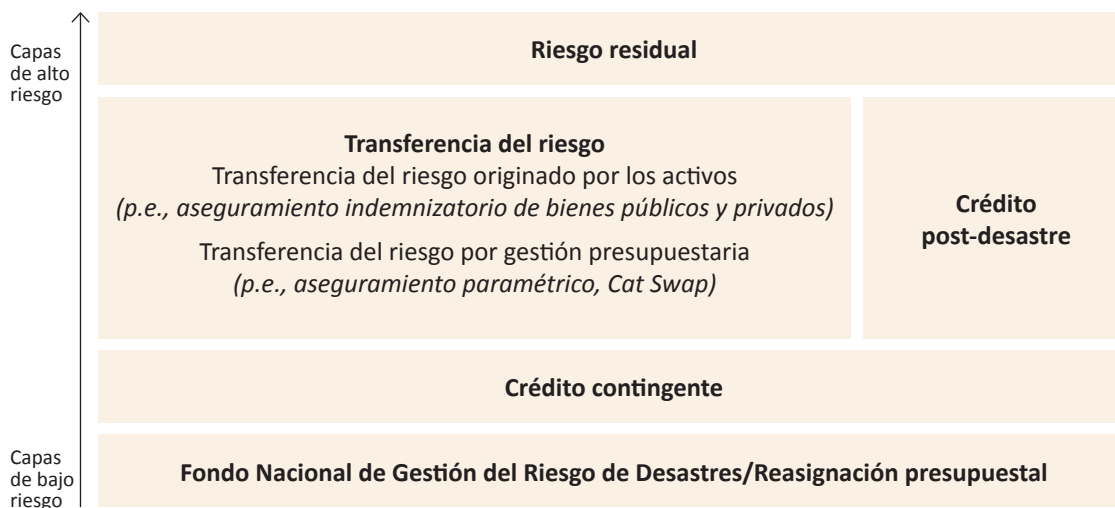 Capas
de alto
riesgo
Riesgo residual
Transferencia del riesgo
Transferencia del riesgo originado por los activos
(p.e., aseguramiento indemnizatorio de bienes públicos y privados)
Transferencia del riesgo por gestión presupuestaria
(p.e., aseguramiento paramétrico, Cat Swap)
Crédito
post-desastre
Crédito contingente
Capas
de bajo
riesgo
Fondo Nacional de Gestión del Riesgo de Desastres/Reasignación presupuestal